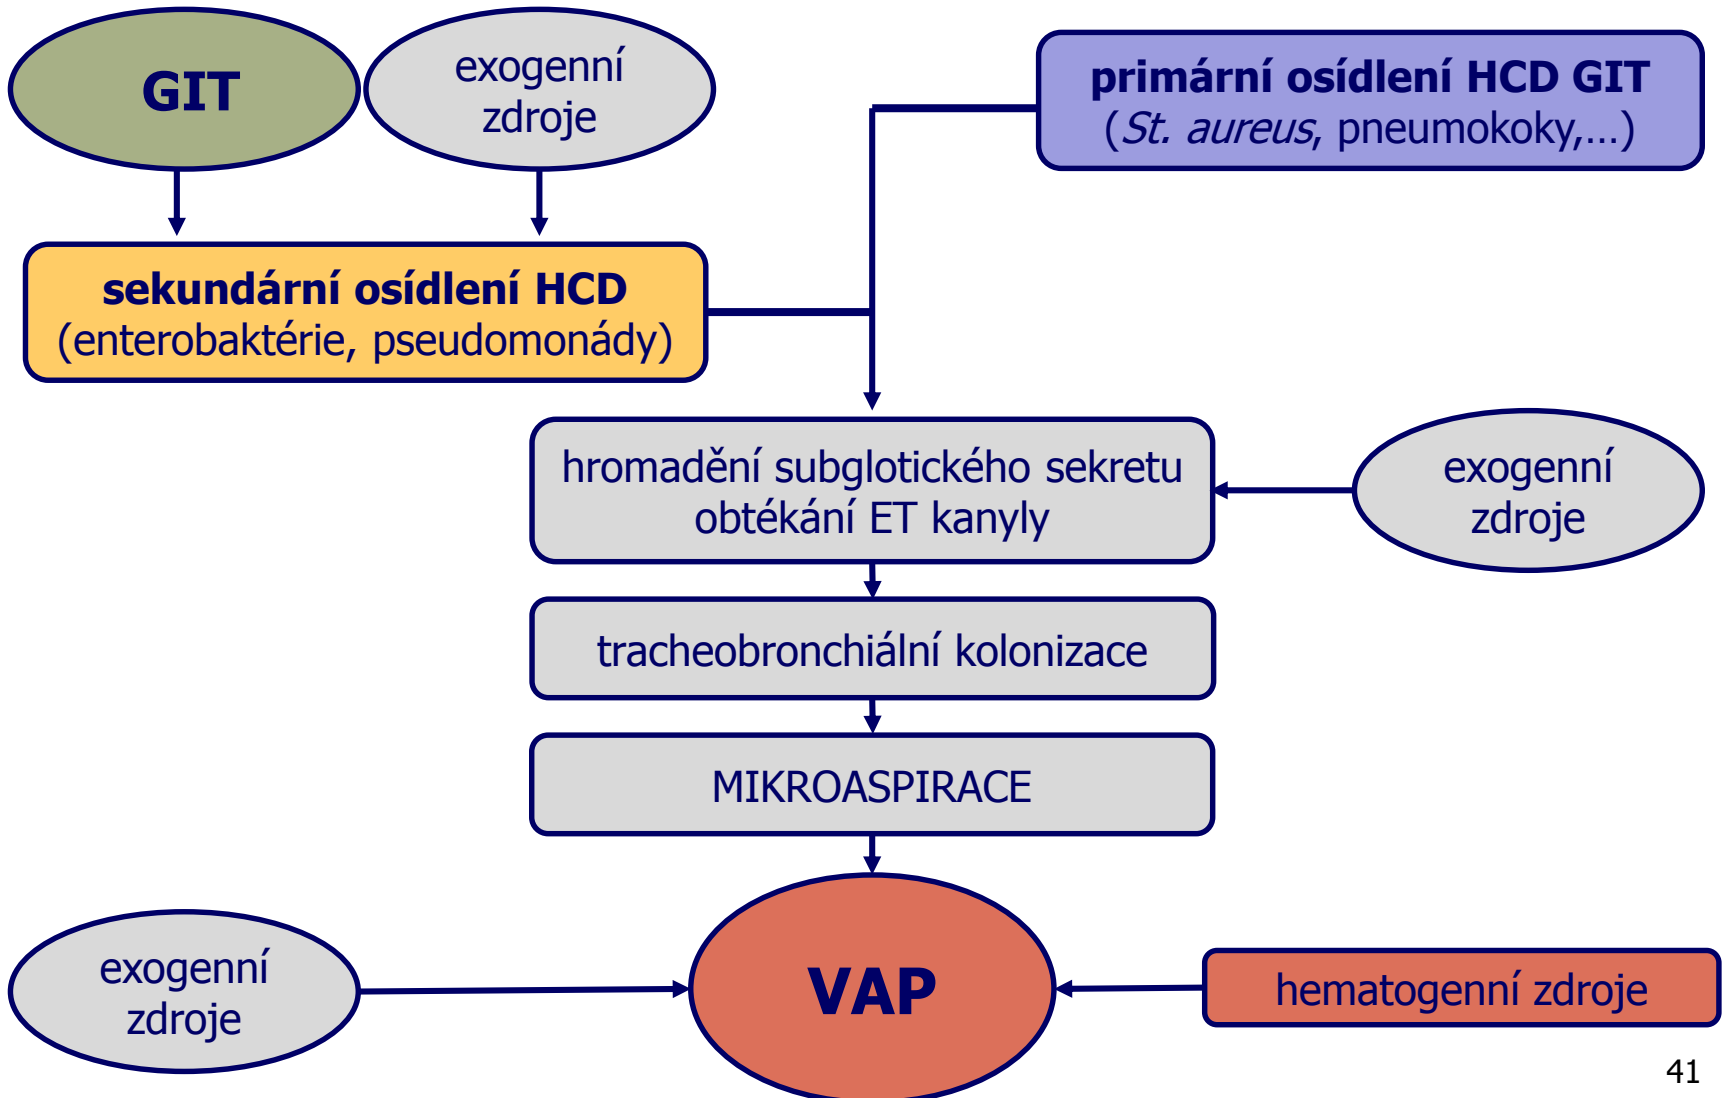 GIT
exogenní
zdroje
primární osídlení HCD GIT
(St. aureus, pneumokoky,...)
sekundární osídlení HCD
(enterobaktérie, pseudomonády)
hromadění subglotického sekretu
obtékání ET kanyly
exogenní
zdroje
tracheobronchiální kolonizace
MIKROASPIRACE
exogenní
zdroje
VAP
hematogenní zdroje
41